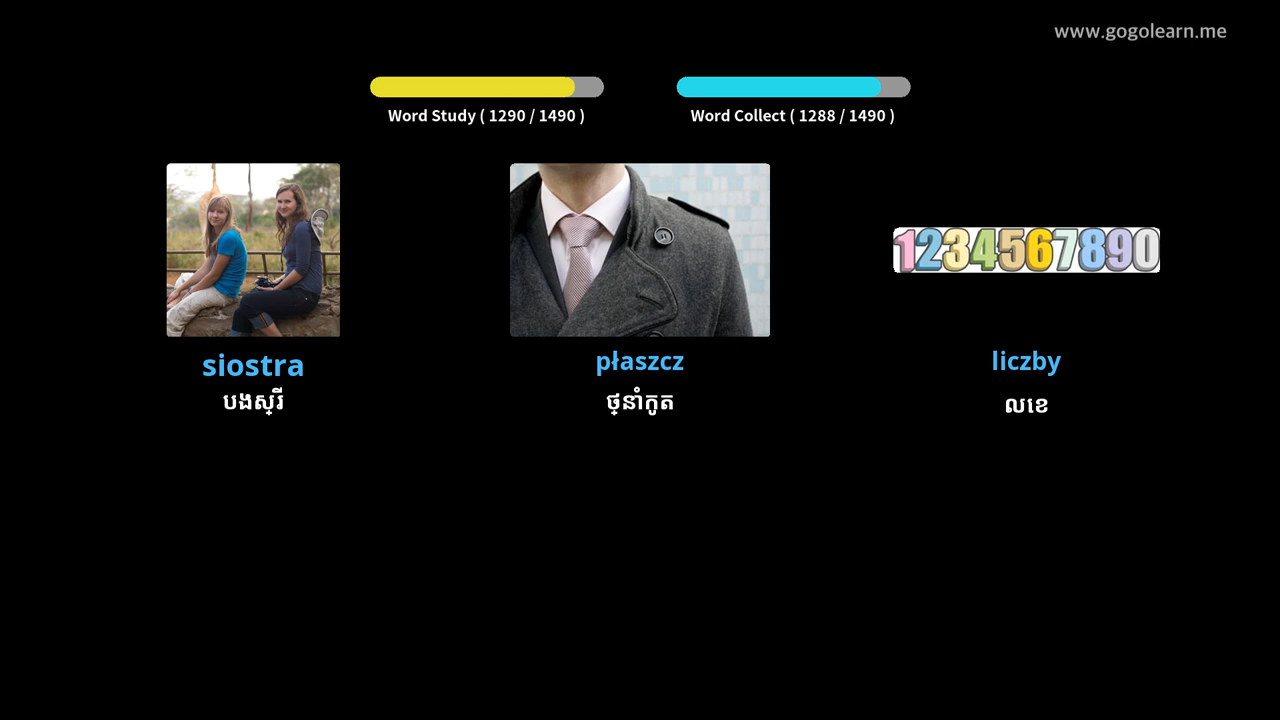 www.gogolearn.me
Word Study ( 1290 / 1490 )
Word Collect ( 1288 / 1490 )
1234567890
siostra
płaszcz
liczby
បងស្រី
ថ្នាំកូត
លេខ